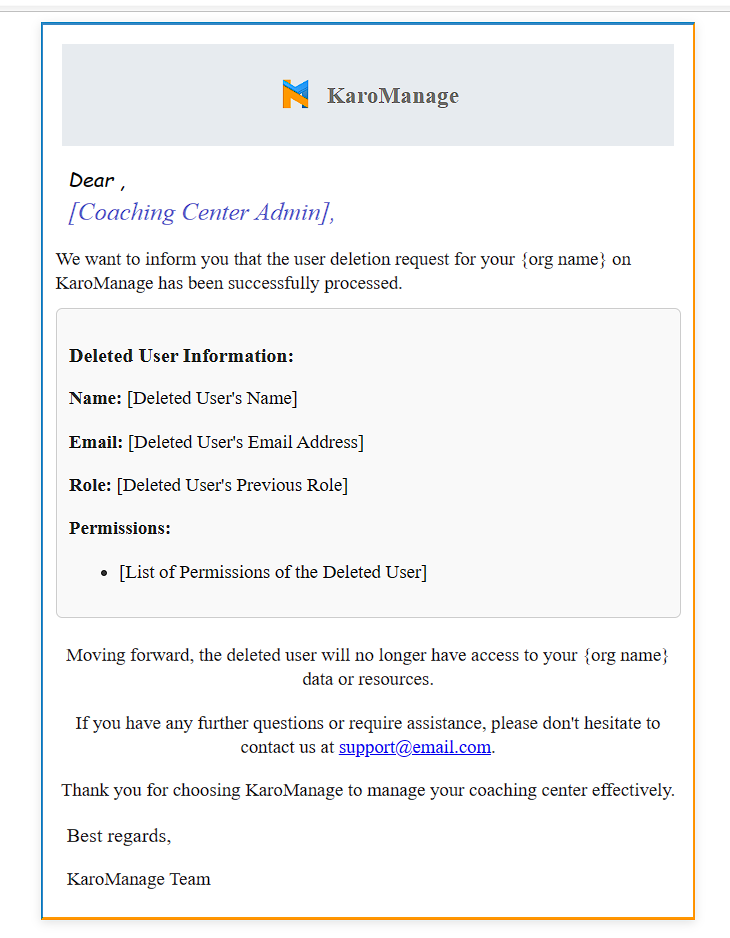 KaroManage
Dear ,
[Coaching Center Admin],
We want to inform you that the user deletion request for your {org name} on
KaroManage has been successfully processed.
Deleted User Information:
Name: [Deleted User's Name]
Email: [Deleted User's Email Address]
Role: [Deleted User's Previous Role]
Permissions:
• [List of Permissions of the Deleted User]
Moving forward, the deleted user will no longer have access to your {org name}
data or resources.
If you have any further questions or require assistance, please don't hesitate to
contact us at support@email.com.
Thank you for choosing KaroManage to manage your coaching center effectively.
Best regards,
KaroManage Team